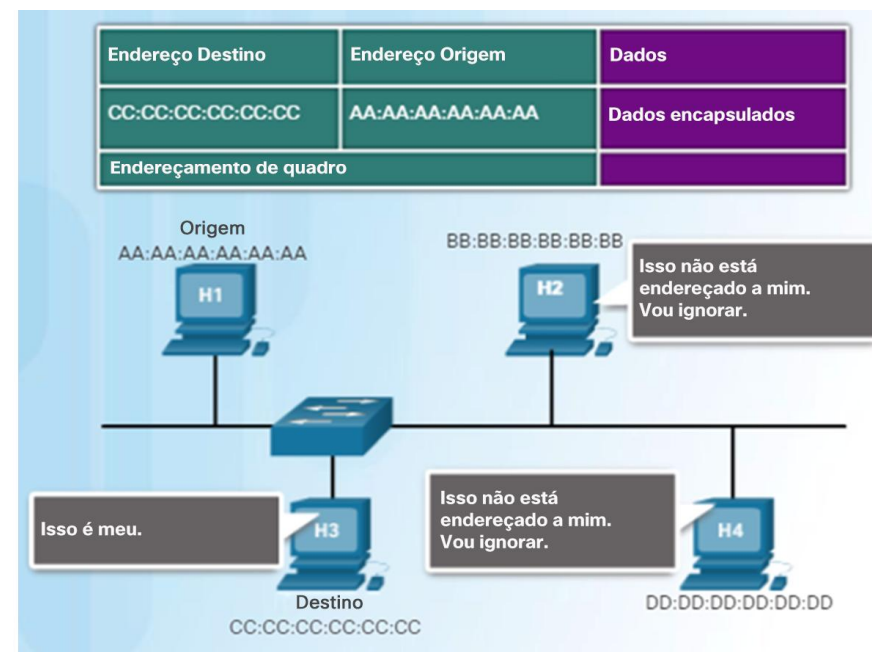 Endereço Destino
Endereço Origem
Dados
CC:CC:CC:CC:CC:CC
AA:AA:AA:AA:AA:AA
Dados encapsulados
Endereçamento de quadro
Origem
AA:AA:AA:AA:AA:AA
BB:BB:BB:BB:BB:BB
H1
H2
Isso não está
endereçado a mim.
Vou ignorar.
Isso é meu.
H3
Isso não está
endereçado a mim.
Vou ignorar.
H4
Destino
CC:CC:CC:CC:CC:CC
DD:DD:DD:DD:DD:DD